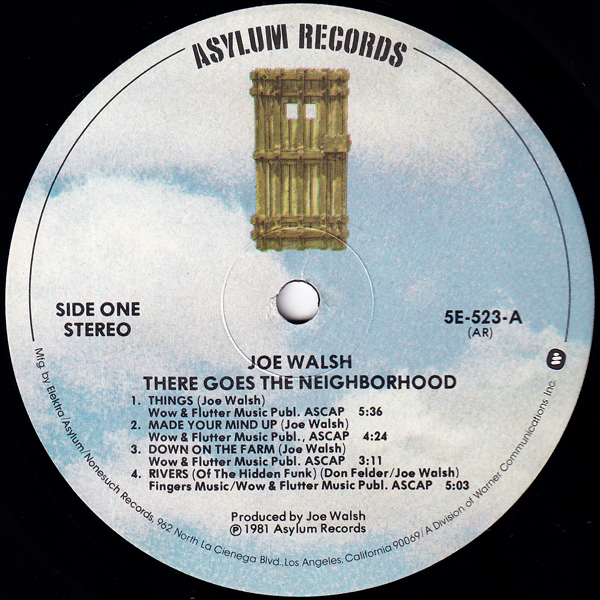 ASYLUM RECORDS
SIDE ONE
STEREO
5E-523-A
(AR)
JOE WALSH
THERE GOES THE NEIGHBORHOOD
1. THINGS (Joe Walsh)
Wow & Flutter Music Publ. ASCAP 5:36
2. MADE YOUR MIND UP (Joe Walsh)
Wow & Flutter Music Publ., ASCAP 4:24
3. DOWN ON THE FARM (Joe Walsh)
Wow & Flutter Music Publ. ASCAP 3:11
4. RIVERS (Of The Hidden Funk) (Don Felder/Joe Walsh)
Fingers Music/Wow & Flutter Music Publ. ASCAP 5:03
Produced by Joe Walsh
℗ 1981 Asylum Records
Mfg. by Elektra/Asylum/Nonesuch Records, 962 North La Cienega Blvd., Los Angeles, California 90069/A Division of Warner Communications Inc.